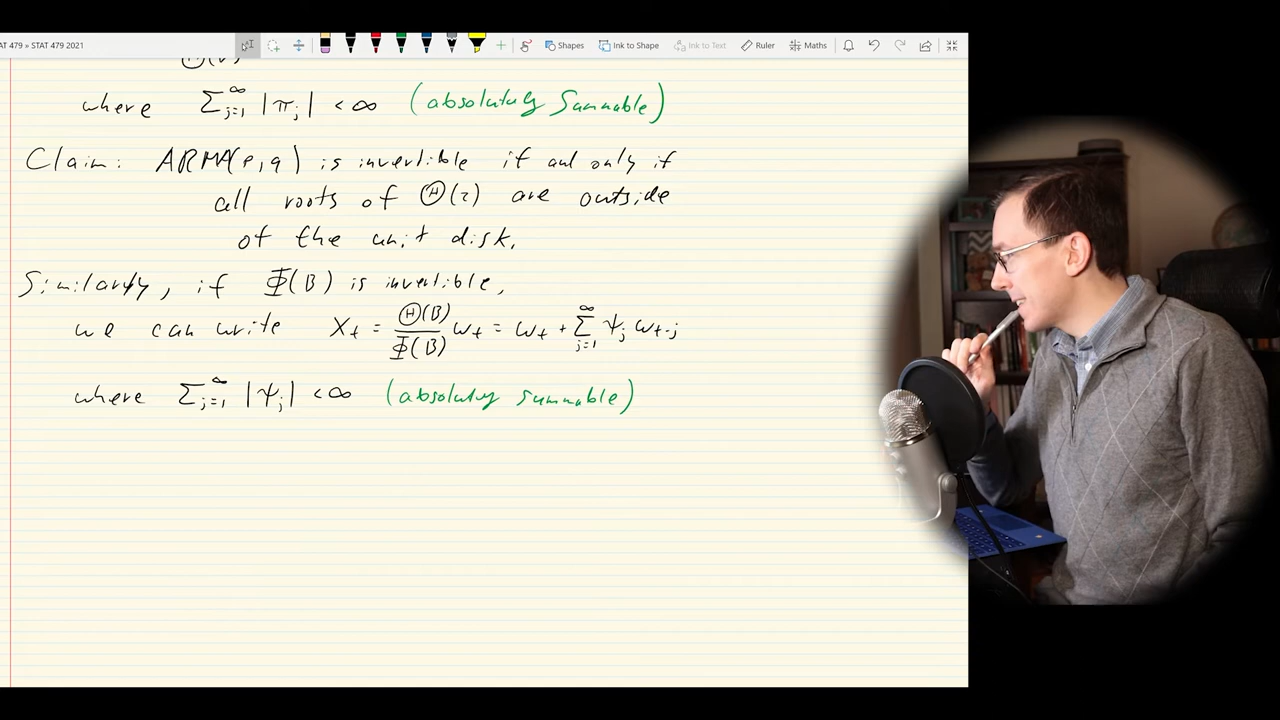 AT 479 » STAT 479 2021
Shapes Ink to Shape Ink to Text Ruler Maths
where Σ_{j=1}^∞ |π_j| < ∞ (absolutely Summable)
Claim: ARMA(p,q) is invertible if and only if
all roots of Θ(z) are outside
of the unit disk.
Similarly, if Φ(B) is invertible,
we can write X_t = Θ(B)/Φ(B) w_t = w_t + Σ_{j=1}^∞ ψ_j w_{t-j}
where Σ_{j=1}^∞ |ψ_j| < ∞ (absolutely summable)